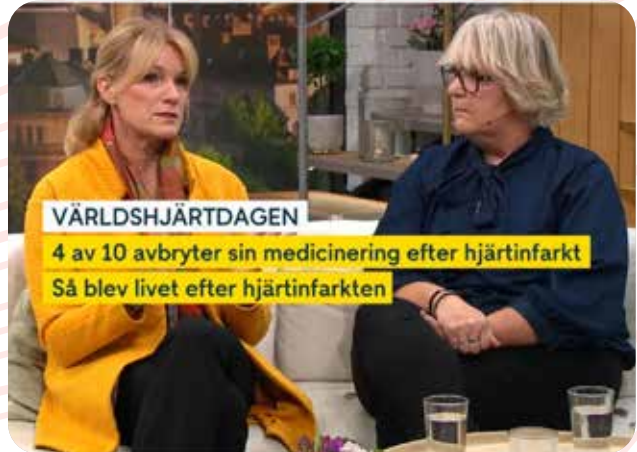 VÄRLDSHJÄRTDAGEN
4 av 10 avbryter sin medicinering efter hjärtinfarkt
Så blev livet efter hjärtinfarkten